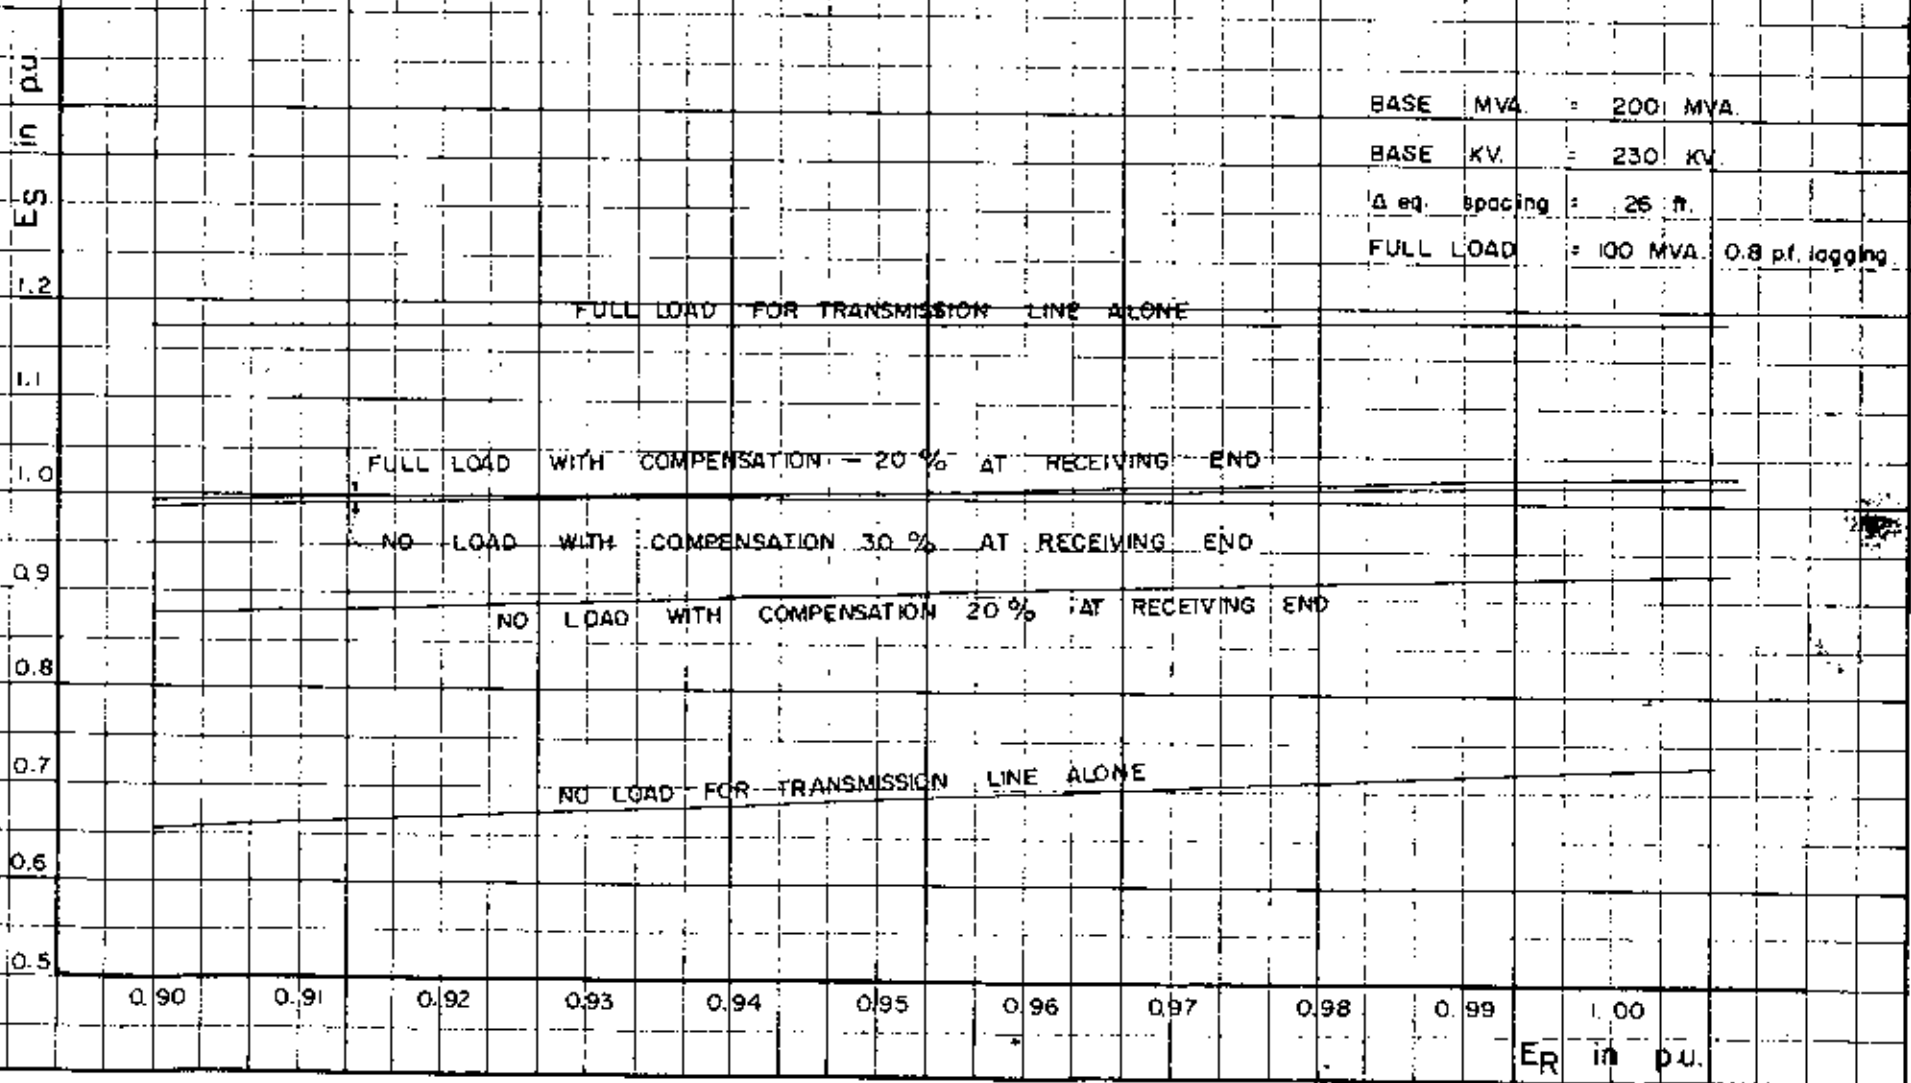 E_S in p.u
BASE MVA. = 200 MVA.
BASE KV. = 230 KV.
Δ eq. spacing = 26 ft.
FULL LOAD = 100 MVA. 0.8 p.f. lagging.
1.2
FULL LOAD FOR TRANSMISSION LINE ALONE
1.1
FULL LOAD WITH COMPENSATION - 20 % AT RECEIVING END
1.0
NO LOAD WITH COMPENSATION 30 % AT RECEIVING END
0.9
NO LOAD WITH COMPENSATION 20 % AT RECEIVING END
0.8
0.7
NO LOAD FOR TRANSMISSION LINE ALONE
0.6
0.5
0.90 0.91 0.92 0.93 0.94 0.95 0.96 0.97 0.98 0.99 1.00
E_R in p.u.